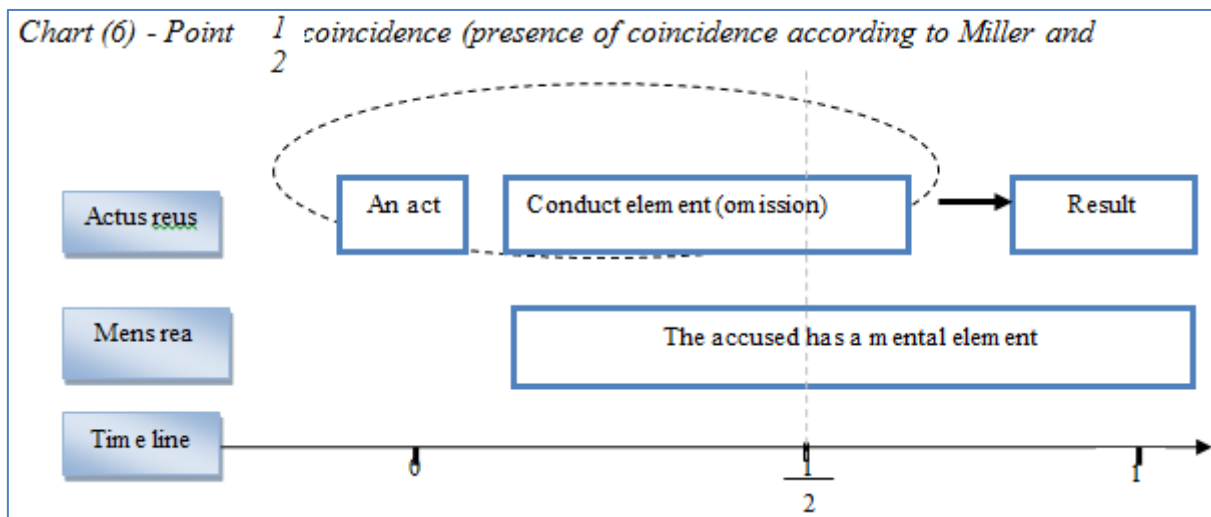 Chart (6) - Point 1/2 coincidence (presence of coincidence according to Miller and
An act
Conduct element (omission)
Result
Actus reus
Mens rea
The accused has a mental element
Time line
0
1/2
1